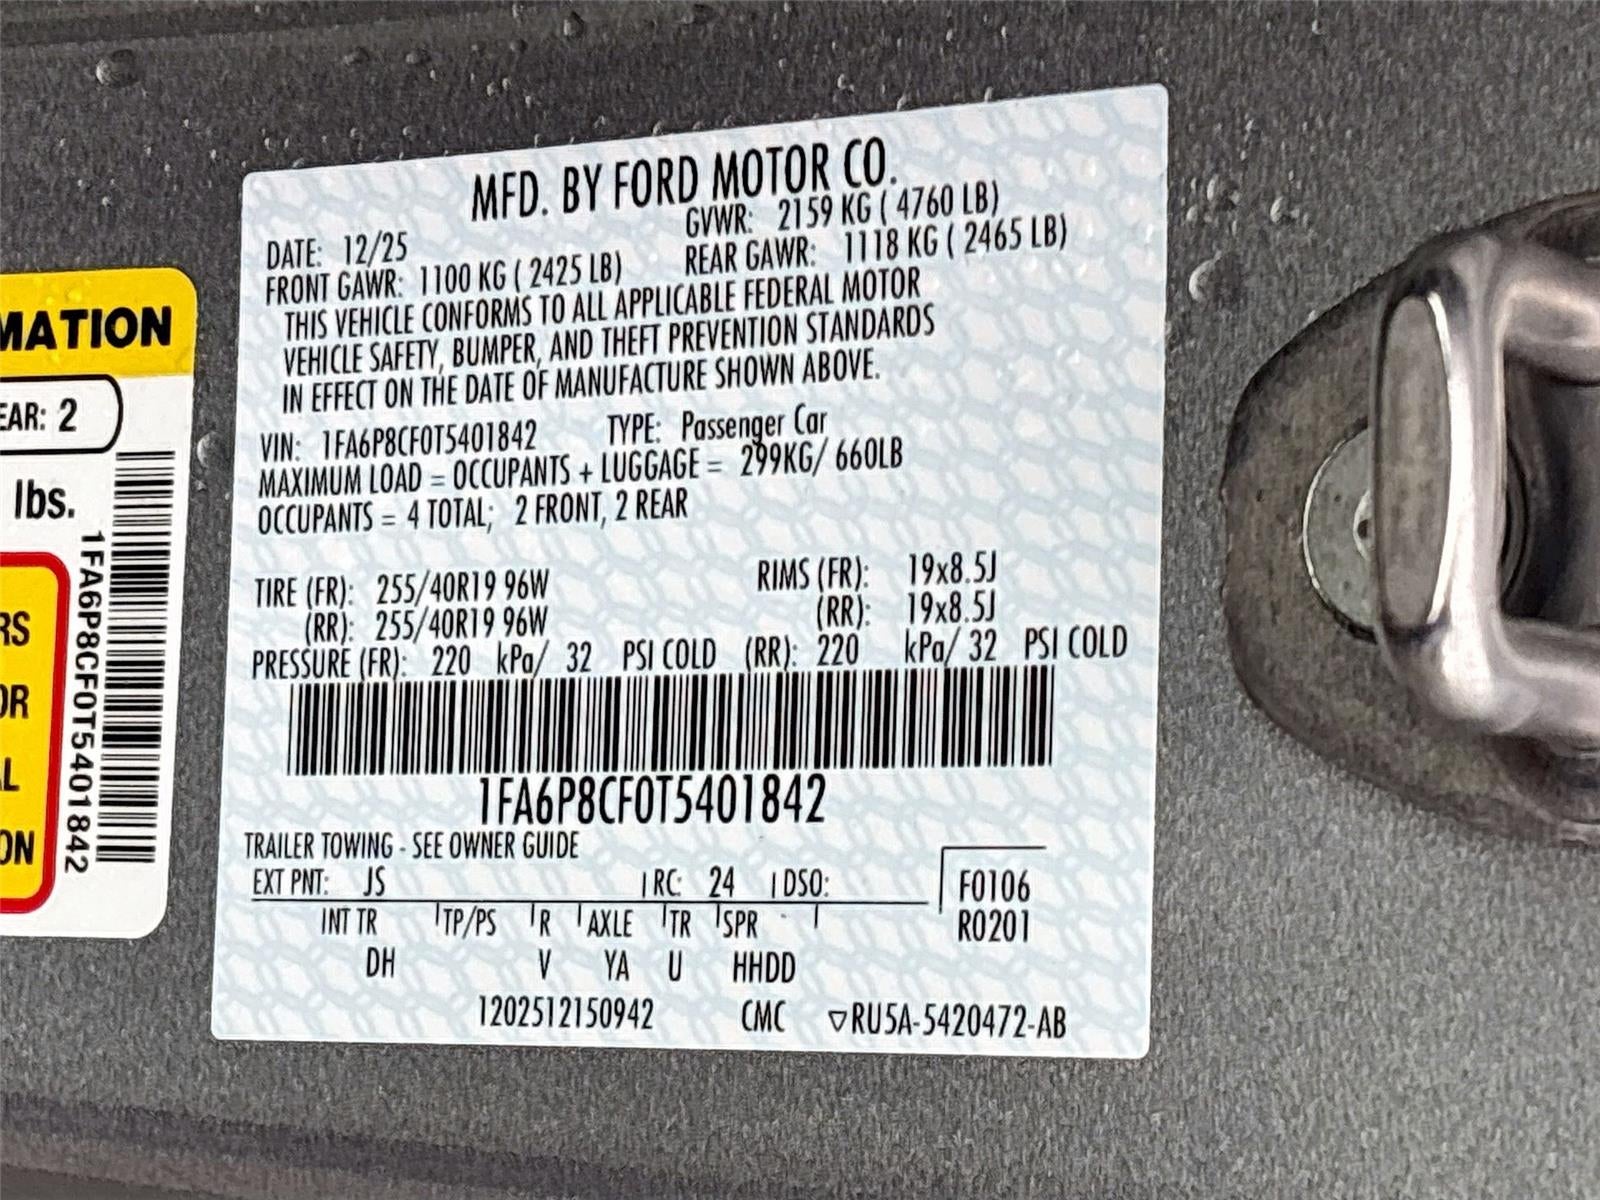 MFD. BY FORD MOTOR CO.
DATE: 12/25 GVWR: 2159 KG ( 4760 LB)
FRONT GAWR: 1100 KG ( 2425 LB) REAR GAWR: 1118 KG ( 2465 LB)
THIS VEHICLE CONFORMS TO ALL APPLICABLE FEDERAL MOTOR
VEHICLE SAFETY, BUMPER, AND THEFT PREVENTION STANDARDS
IN EFFECT ON THE DATE OF MANUFACTURE SHOWN ABOVE.
VIN: 1FA6P8CF0T5401842 TYPE: Passenger Car
MAXIMUM LOAD = OCCUPANTS + LUGGAGE = 299KG/ 660LB
OCCUPANTS = 4 TOTAL; 2 FRONT, 2 REAR
TIRE (FR): 255/40R19 96W RIMS (FR): 19x8.5J
(RR): 255/40R19 96W (RR): 19x8.5J
PRESSURE (FR): 220 kPa/ 32 PSI COLD (RR): 220 kPa/ 32 PSI COLD
1FA6P8CF0T5401842
TRAILER TOWING - SEE OWNER GUIDE
EXT PNT: JS RC: 24 DSO: F0106
INT TR TP/PS R AXLE TR SPR R0201
DH V YA U HHDD
1202512150942 CMC ▽RU5A-5420472-AB
MATION
EAR: 2
lbs.
RS
OR
AL
ON
1FA6P8CF0T5401842